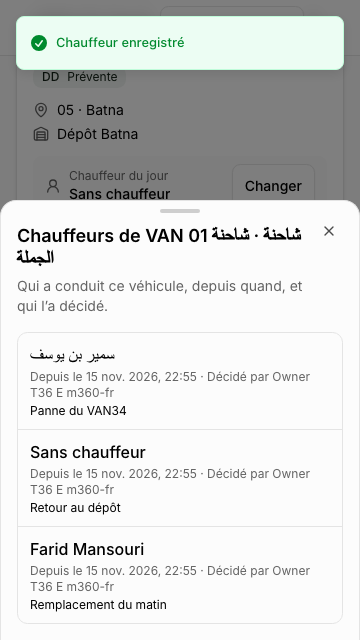 Chauffeur enregistré
DD Prévente
05 · Batna
Dépôt Batna
Chauffeur du jour
Sans chauffeur
Changer
Chauffeurs de VAN 01 شاحنة · شاحنة
الجملة
Qui a conduit ce véhicule, depuis quand, et
qui l'a décidé.
سمير بن يوسف
Depuis le 15 nov. 2026, 22:55 · Décidé par Owner
T36 E m360-fr
Panne du VAN34
Sans chauffeur
Depuis le 15 nov. 2026, 22:55 · Décidé par Owner
T36 E m360-fr
Retour au dépôt
Farid Mansouri
Depuis le 15 nov. 2026, 22:55 · Décidé par Owner
T36 E m360-fr
Remplacement du matin